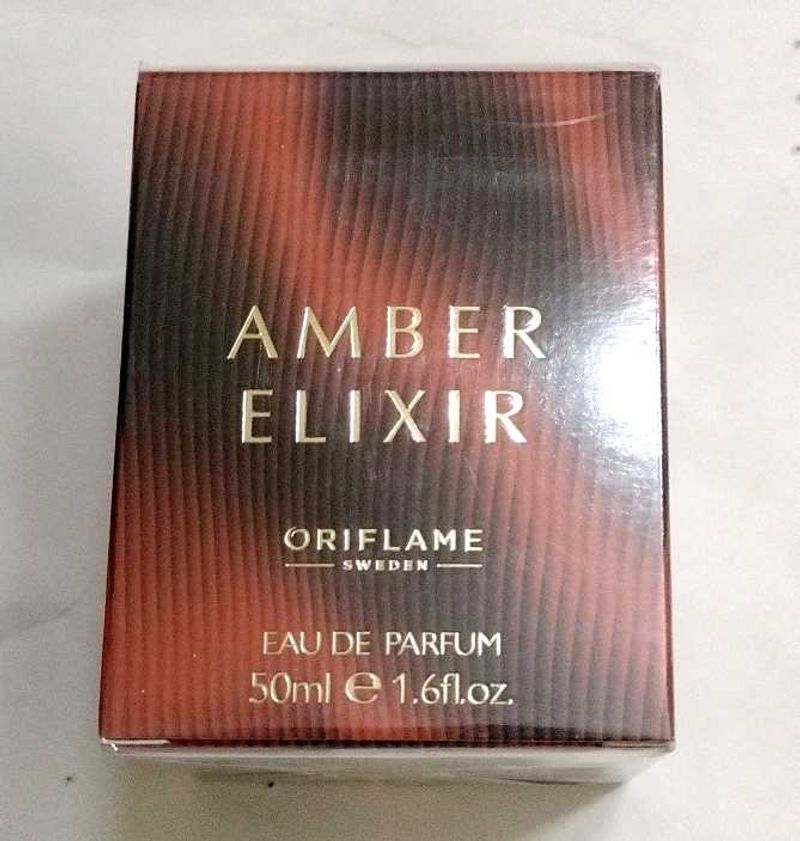 AMBER
ELIXIR
ORIFLAME
SWEDEN
EAU DE PARFUM
50ml ℮ 1.6fl.oz.